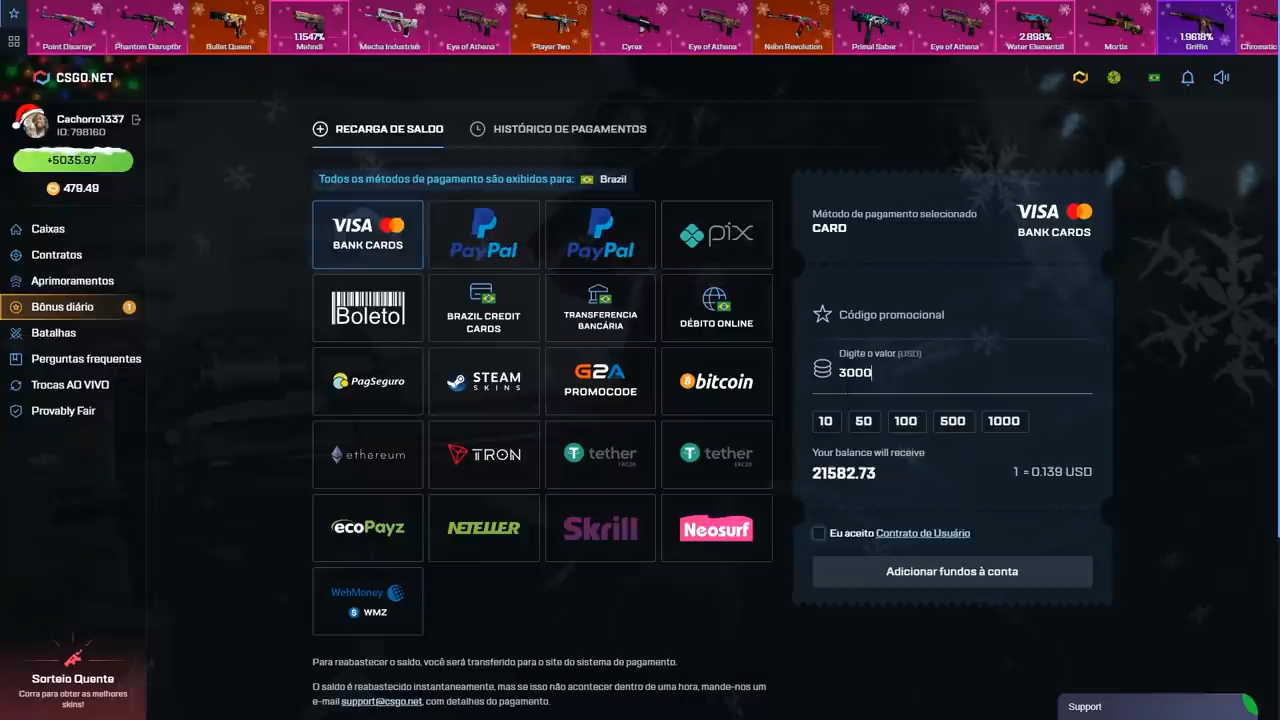 Point Disarray
Phantom Disruptor
Bullet Queen
1.1547%
Mehndi
Mecha Industries
Eye of Athena
Player Two
Cyrex
Eye of Athena
Neon Revolution
Primal Saber
Eye of Athena
2.898%
Water Elemental
Mortis
1.9618%
Griffin
Chromatic
CSGO.NET
Cachorro1337
ID: 798160
+5035.97
479.49
Caixas
Contratos
Aprimoramentos
Bônus diário
1
Batalhas
Perguntas frequentes
Trocas AO VIVO
Provably Fair
Sorteio Quente
Corra para obter as melhores
skins!
RECARGA DE SALDO
HISTÓRICO DE PAGAMENTOS
Todos os métodos de pagamento são exibidos para: Brazil
VISA
BANK CARDS
PayPal
PayPal
pix
Boleto
BRAZIL CREDIT
CARDS
TRANSFERENCIA
BANCÁRIA
DÉBITO ONLINE
PagSeguro
STEAM
SKINS
G2A
PROMOCODE
bitcoin
ethereum
TRON
tether
TRC20
tether
ERC20
ecoPayz
NETELLER
Skrill
Neosurf
WebMoney
WMZ
Para reabastecer o saldo, você será transferido para o site do sistema de pagamento.
O saldo é reabastecido instantaneamente, mas se isso não acontecer dentro de uma hora, mande-nos um
e-mail support@csgo.net, com detalhes do pagamento.
Método de pagamento selecionado
CARD
VISA
BANK CARDS
Código promocional
Digite o valor (USD)
3000
10
50
100
500
1000
Your balance will receive
21582.73
1 = 0.139 USD
Eu aceito Contrato de Usuário
Adicionar fundos à conta
Support